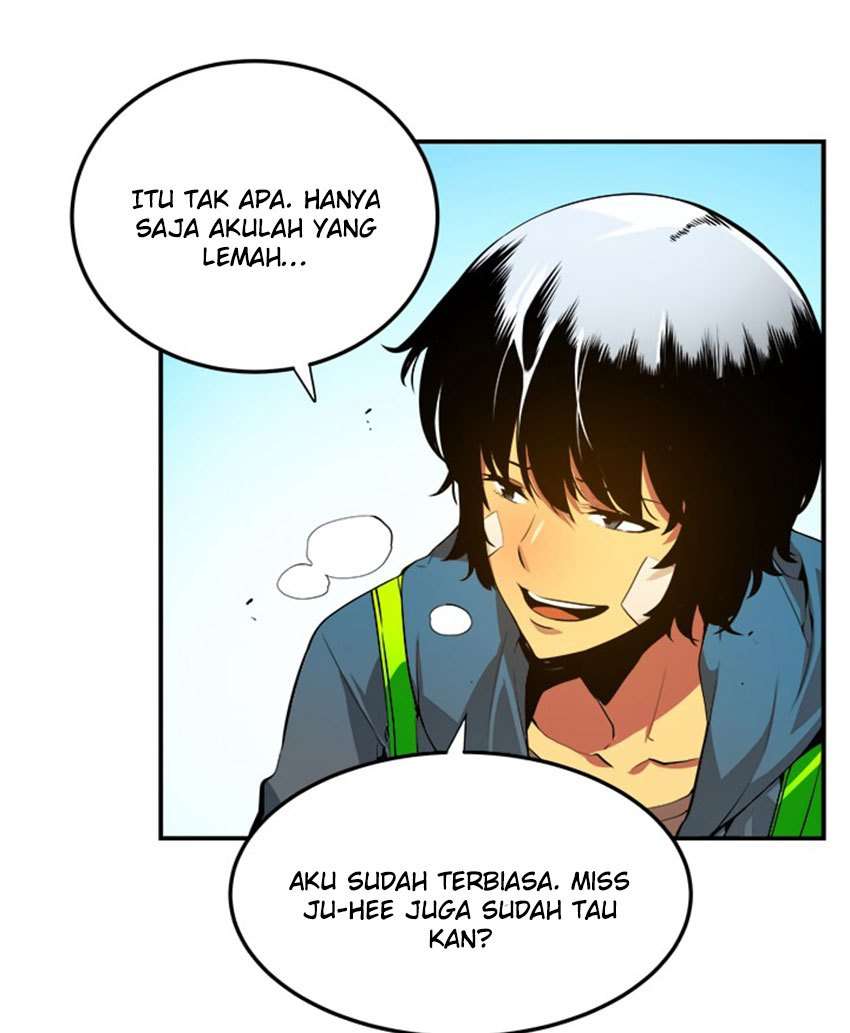 ITU TAK APA. HANYA
SAJA AKULAH YANG
LEMAH...
AKU SUDAH TERBIASA. MISS
JU-HEE JUGA SUDAH TAU
KAN?